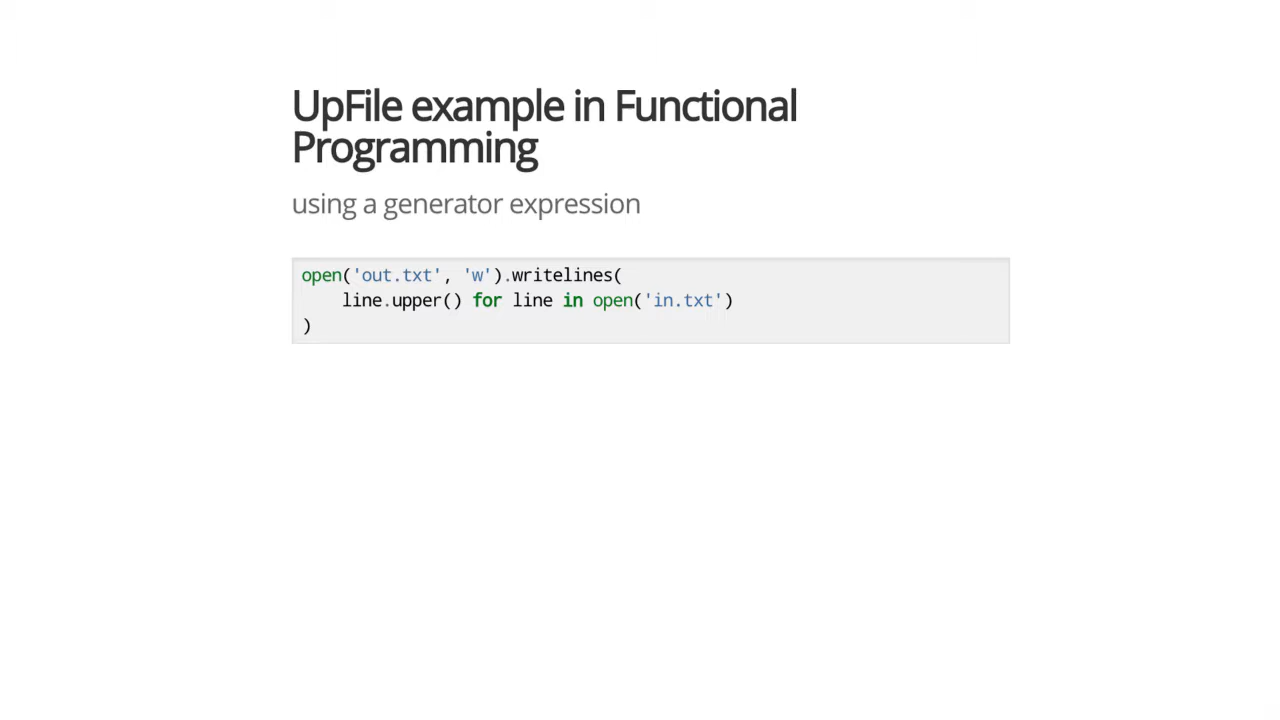 UpFile example in Functional
Programming
using a generator expression
open('out.txt', 'w').writelines(
    line.upper() for line in open('in.txt')
)